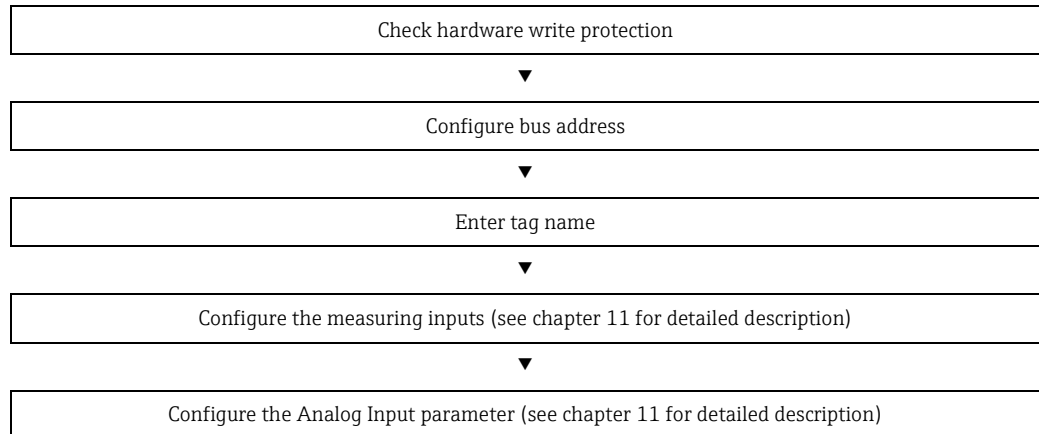 Check hardware write protection
Configure bus address
Enter tag name
Configure the measuring inputs (see chapter 11 for detailed description)
Configure the Analog Input parameter (see chapter 11 for detailed description)